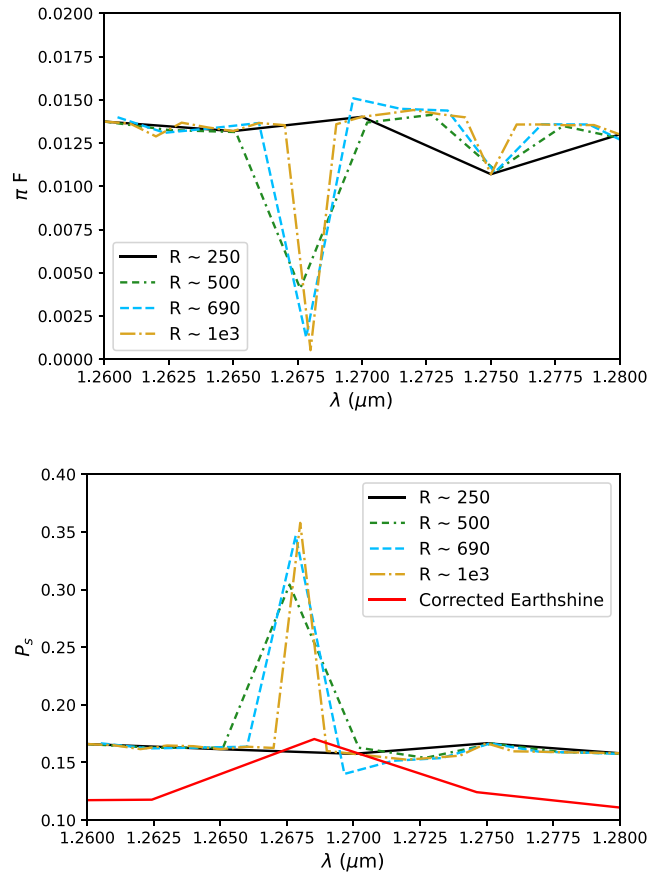 0.0200
0.0175
0.0150
0.0125
0.0100
0.0075
0.0050
0.0025
0.0000
π F
R ~ 250
R ~ 500
R ~ 690
R ~ 1e3
1.2600 1.2625 1.2650 1.2675 1.2700 1.2725 1.2750 1.2775 1.2800
λ (μm)
0.40
0.35
0.30
0.25
0.20
0.15
0.10
Ps
R ~ 250
R ~ 500
R ~ 690
R ~ 1e3
Corrected Earthshine
1.2600 1.2625 1.2650 1.2675 1.2700 1.2725 1.2750 1.2775 1.2800
λ (μm)